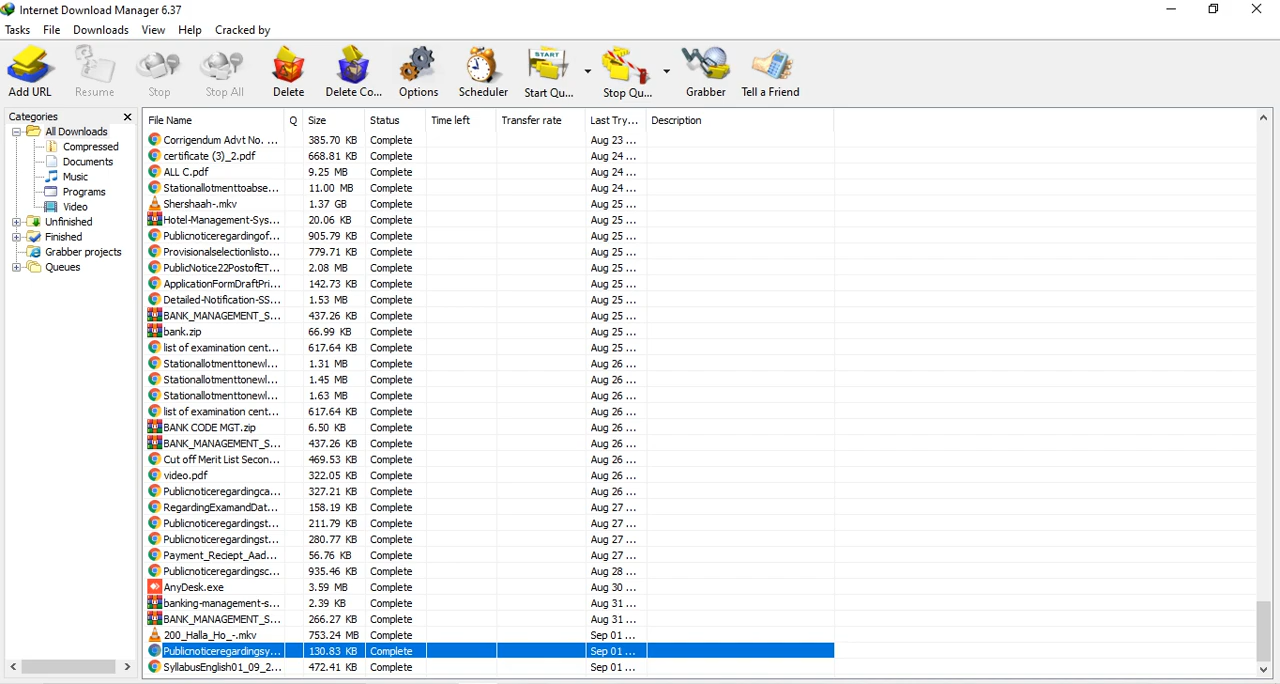 Internet Download Manager 6.37
Tasks File Downloads View Help Cracked by
Add URL Resume Stop Stop All Delete Delete Co... Options Scheduler Start Qu... Stop Qu... Grabber Tell a Friend
Categories
All Downloads
Compressed
Documents
Music
Programs
Video
Unfinished
Finished
Grabber projects
Queues
File Name Q Size Status Time left Transfer rate Last Try... Description
Corrigendum Advt No. ... 385.70 KB Complete Aug 23 ...
certificate (3)_2.pdf 668.81 KB Complete Aug 24 ...
ALL C.pdf 9.25 MB Complete Aug 24 ...
Stationallotmenttoabse... 11.00 MB Complete Aug 24 ...
Shershaah-.mkv 1.37 GB Complete Aug 25 ...
Hotel-Management-Sys... 20.06 KB Complete Aug 25 ...
Publicnoticeregardingof... 905.79 KB Complete Aug 25 ...
Provisionalselectionlisto... 779.71 KB Complete Aug 25 ...
PublicNotice22PostofET... 2.08 MB Complete Aug 25 ...
ApplicationFormDraftPri... 142.73 KB Complete Aug 25 ...
Detailed-Notification-SS... 1.53 MB Complete Aug 25 ...
BANK_MANAGEMENT_S... 437.26 KB Complete Aug 25 ...
bank.zip 66.99 KB Complete Aug 25 ...
list of examination cent... 617.64 KB Complete Aug 25 ...
Stationallotmenttonewl... 1.31 MB Complete Aug 26 ...
Stationallotmenttonewl... 1.45 MB Complete Aug 26 ...
Stationallotmenttonewl... 1.63 MB Complete Aug 26 ...
list of examination cent... 617.64 KB Complete Aug 26 ...
BANK CODE MGT.zip 6.50 KB Complete Aug 26 ...
BANK_MANAGEMENT_S... 437.26 KB Complete Aug 26 ...
Cut off Merit List Secon... 469.53 KB Complete Aug 26 ...
video.pdf 322.05 KB Complete Aug 26 ...
Publicnoticeregardingca... 327.21 KB Complete Aug 26 ...
RegardingExamandDat... 158.19 KB Complete Aug 27 ...
Publicnoticeregardingst... 211.79 KB Complete Aug 27 ...
Publicnoticeregardingst... 280.77 KB Complete Aug 27 ...
Payment_Reciept_Aad... 56.76 KB Complete Aug 27 ...
Publicnoticeregardingsc... 935.46 KB Complete Aug 28 ...
AnyDesk.exe 3.59 MB Complete Aug 30 ...
banking-management-s... 2.39 KB Complete Aug 31 ...
BANK_MANAGEMENT_S... 266.27 KB Complete Aug 31 ...
200_Halla_Ho_-.mkv 753.24 MB Complete Sep 01 ...
Publicnoticeregardingsy... 130.83 KB Complete Sep 01 ...
SyllabusEnglish01_09_2... 472.41 KB Complete Sep 01 ...